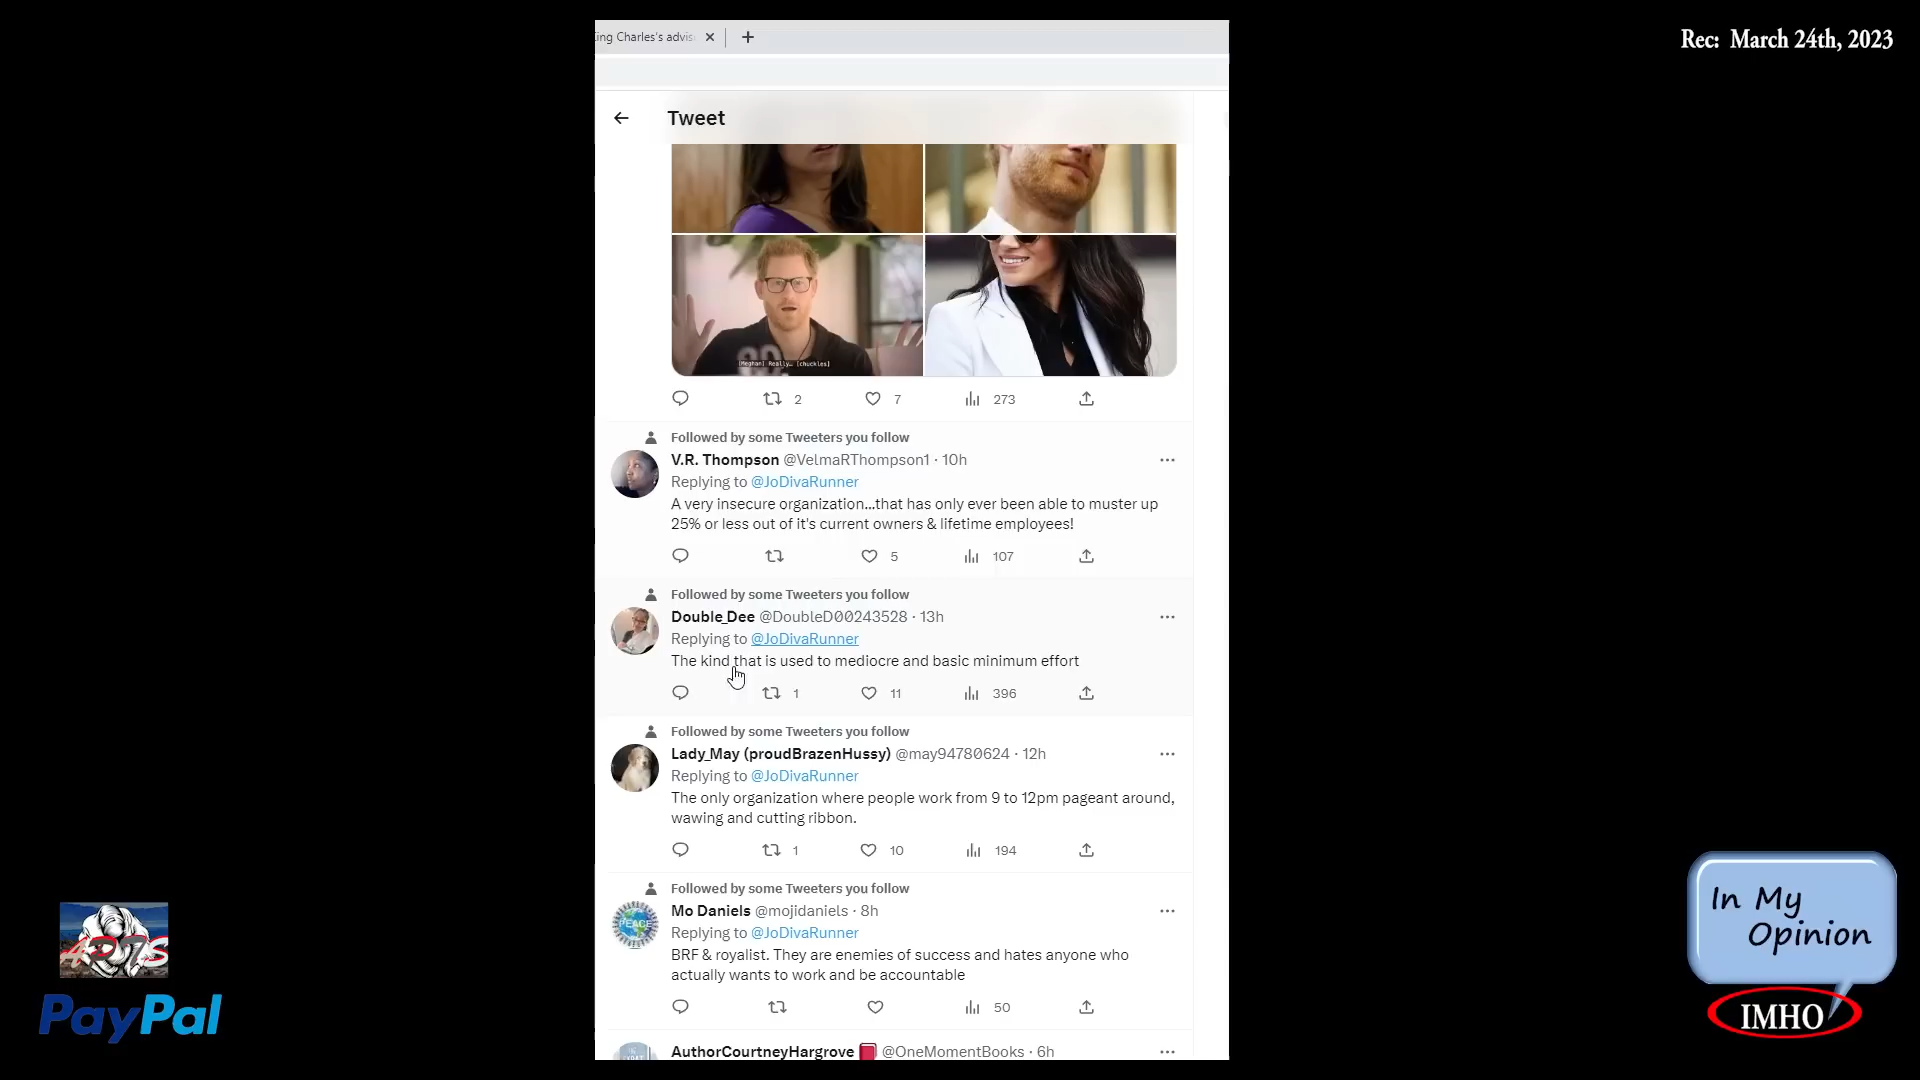 ing Charles's advis
Rec: March 24th, 2023
Tweet
[Meghan] Really… [chuckles]
2 7 273
Followed by some Tweeters you follow
V.R. Thompson @VelmaRThompson1 · 10h
Replying to @JoDivaRunner
A very insecure organization...that has only ever been able to muster up
25% or less out of it's current owners & lifetime employees!
5 107
Followed by some Tweeters you follow
Double_Dee @DoubleD00243528 · 13h
Replying to @JoDivaRunner
The kind that is used to mediocre and basic minimum effort
1 11 396
Followed by some Tweeters you follow
Lady_May (proudBrazenHussy) @may94780624 · 12h
Replying to @JoDivaRunner
The only organization where people work from 9 to 12pm pageant around,
wawing and cutting ribbon.
1 10 194
Followed by some Tweeters you follow
Mo Daniels @mojidaniels · 8h
PEACE
Replying to @JoDivaRunner
BRF & royalist. They are enemies of success and hates anyone who
actually wants to work and be accountable
50
AuthorCourtneyHargrove @OneMomentBooks · 6h
PayPal
In My
Opinion
IMHO